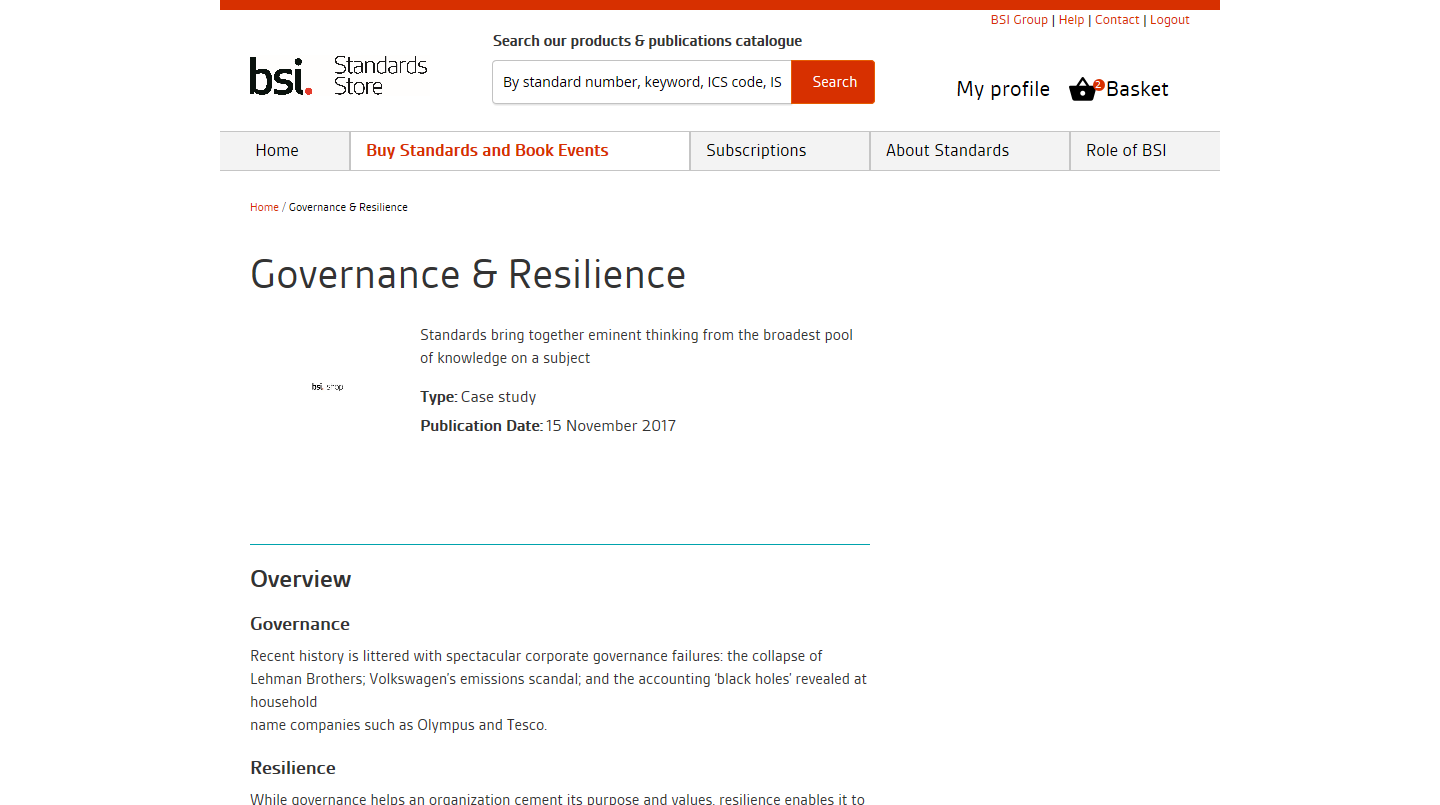 BSI Group | Help | Contact | Logout
Search our products & publications catalogue
bsi. Standards Store
By standard number, keyword, ICS code, IS
Search
My profile
2
Basket
Home
Buy Standards and Book Events
Subscriptions
About Standards
Role of BSI
Home / Governance & Resilience
Governance & Resilience
Standards bring together eminent thinking from the broadest pool
of knowledge on a subject
bsi. shop
Type: Case study
Publication Date: 15 November 2017
Overview
Governance
Recent history is littered with spectacular corporate governance failures: the collapse of
Lehman Brothers; Volkswagen's emissions scandal; and the accounting ‘black holes’ revealed at
household
name companies such as Olympus and Tesco.
Resilience
While governance helps an organization cement its purpose and values, resilience enables it to